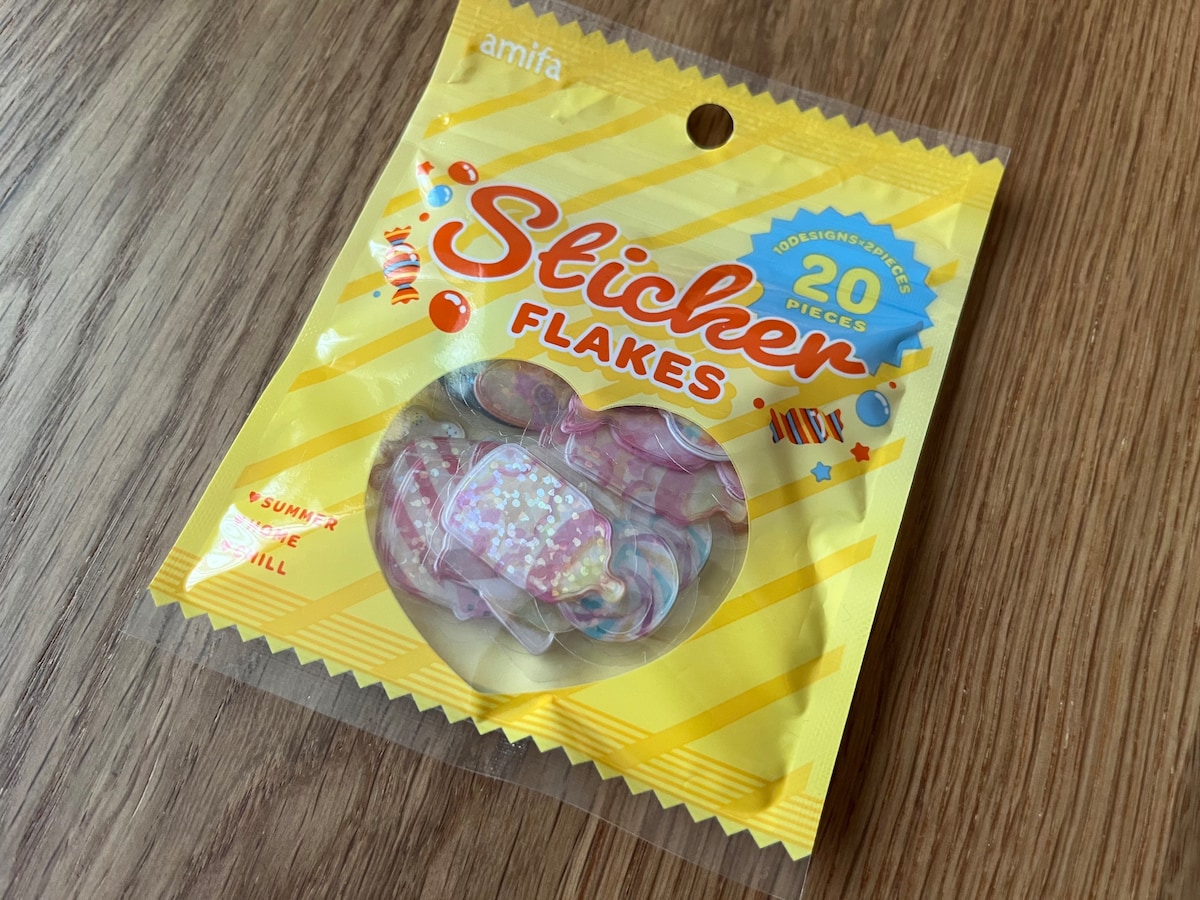 amifa
Sticker
FLAKES
10DESIGNS×2PIECES
20
PIECES
SUMMER
HOME